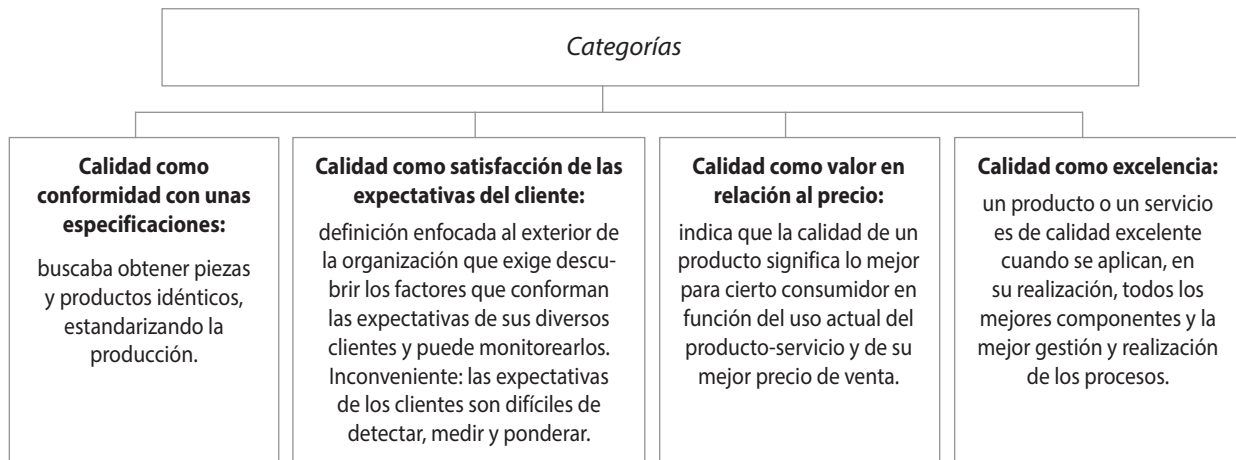 Categorías
Calidad como
conformidad con unas
especificaciones:
buscaba obtener piezas
y productos idénticos,
estandarizando la
producción.
Calidad como satisfacción de las
expectativas del cliente:
definición enfocada al exterior de
la organización que exige descu-
brir los factores que conforman
las expectativas de sus diversos
clientes y puede monitorearlos.
Inconveniente: las expectativas
de los clientes son difíciles de
detectar, medir y ponderar.
Calidad como valor en
relación al precio:
indica que la calidad de un
producto significa lo mejor
para cierto consumidor en
función del uso actual del
producto-servicio y de su
mejor precio de venta.
Calidad como excelencia:
un producto o un servicio
es de calidad excelente
cuando se aplican, en
su realización, todos los
mejores componentes y la
mejor gestión y realización
de los procesos.